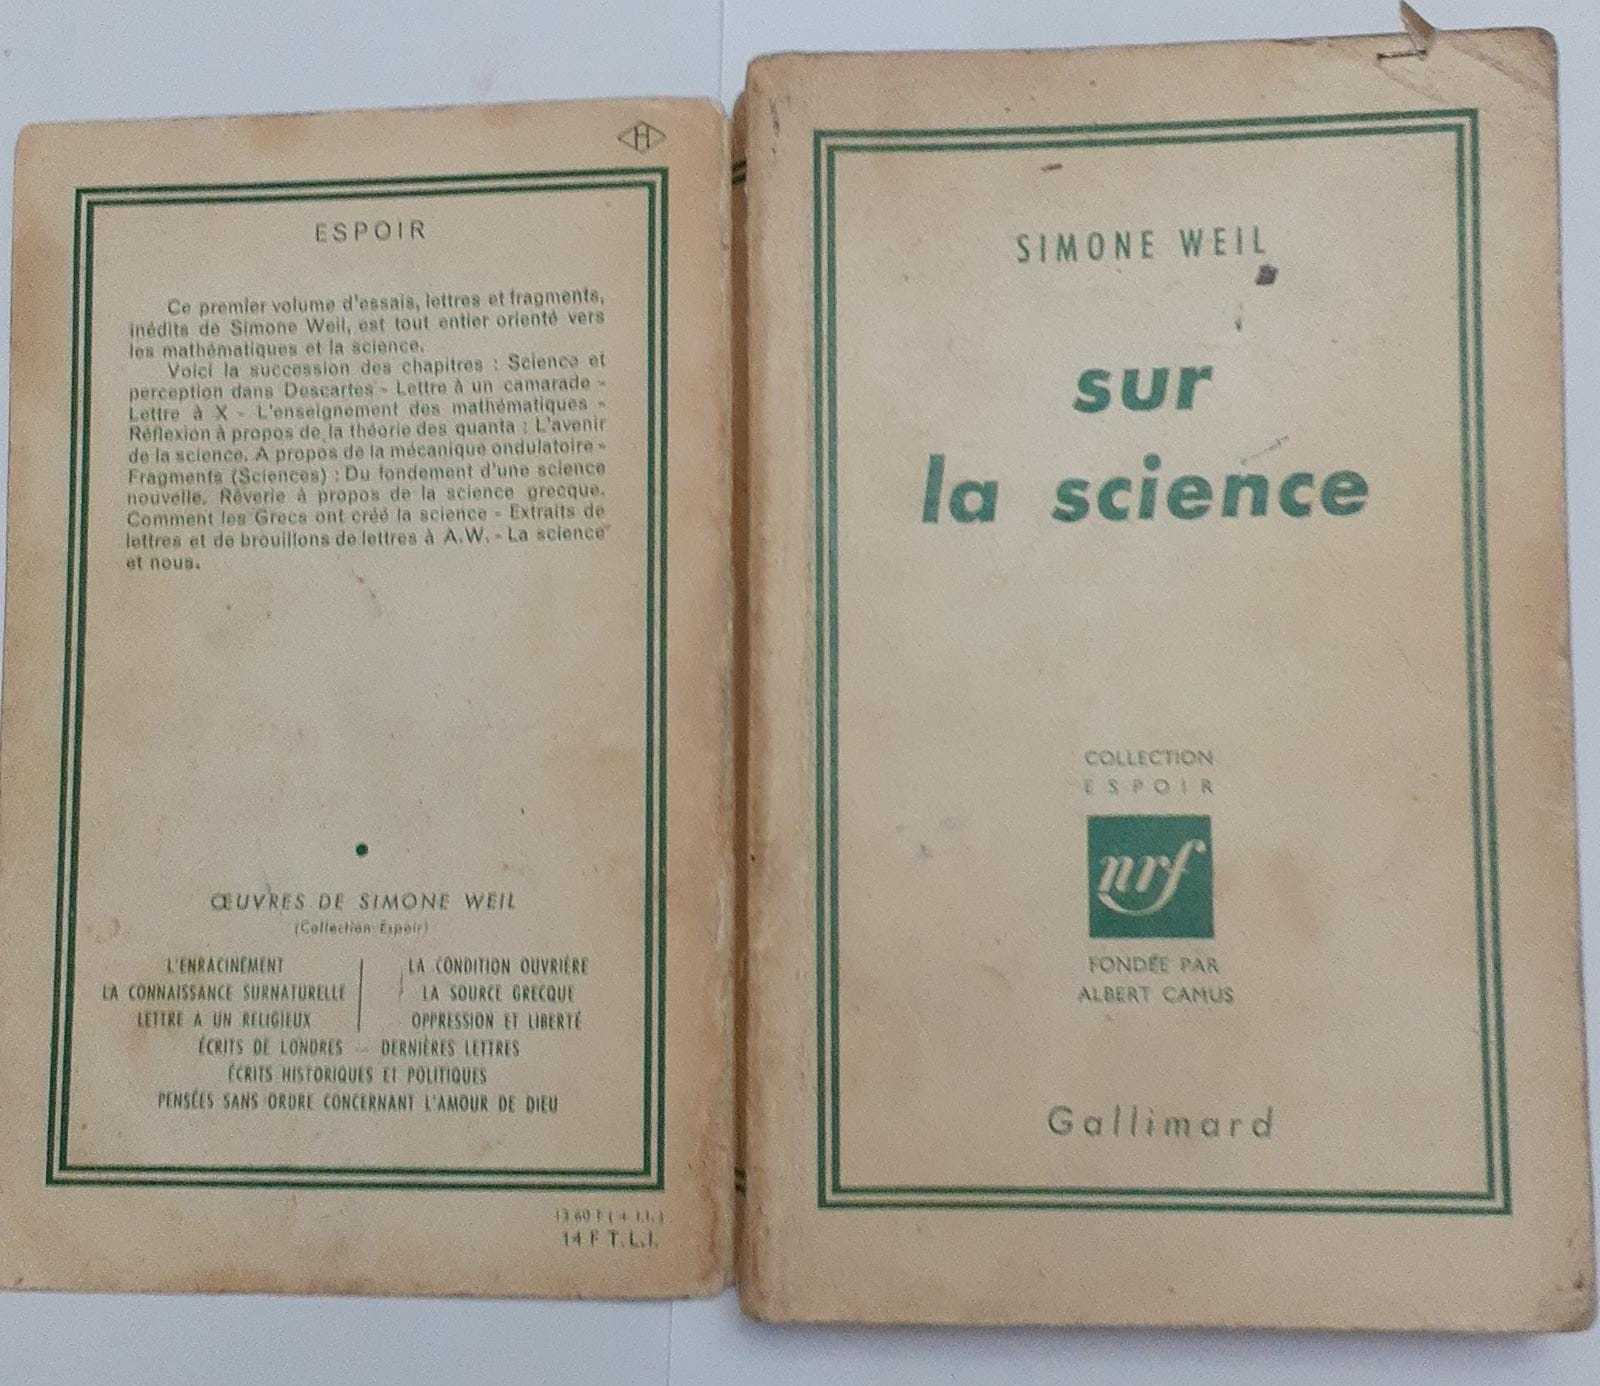 H
ESPOIR
Ce premier volume d'essais, lettres et fragments,
inédits de Simone Weil, est tout entier orienté vers
les mathématiques et la science.
Voici la succession des chapitres : Science et
perception dans Descartes - Lettre à un camarade -
Lettre à X - L'enseignement des mathématiques -
Réflexion à propos de la théorie des quanta : L'avenir
de la science. A propos de la mécanique ondulatoire -
Fragments (Sciences) : Du fondement d'une science
nouvelle. Rêverie à propos de la science grecque.
Comment les Grecs ont créé la science - Extraits de
lettres et de brouillons de lettres à A.W. - La science
et nous.
ŒUVRES DE SIMONE WEIL
(Collection Espoir)
L'ENRACINEMENT
LA CONNAISSANCE SURNATURELLE
LETTRE A UN RELIGIEUX
LA CONDITION OUVRIÈRE
LA SOURCE GRECQUE
OPPRESSION ET LIBERTÉ
ÉCRITS DE LONDRES — DERNIÈRES LETTRES
ÉCRITS HISTORIQUES ET POLITIQUES
PENSÉES SANS ORDRE CONCERNANT L'AMOUR DE DIEU
13,60 F (+ T.L.)
14 F T.L.I.
SIMONE WEIL
sur
la science
COLLECTION
ESPOIR
nrf
FONDÉE PAR
ALBERT CAMUS
Gallimard